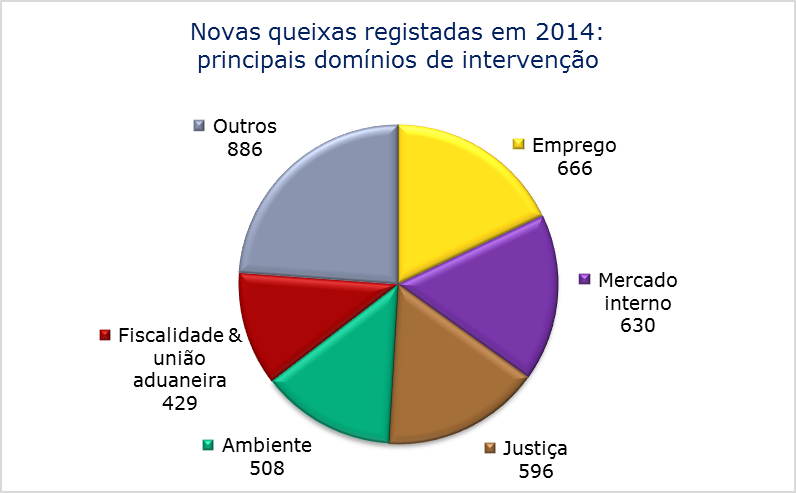 Novas queixas registadas em 2014:
principais domínios de intervenção
Outros
886
Emprego
666
Mercado
interno
630
Fiscalidade &
união
aduaneira
429
Ambiente
508
Justiça
596